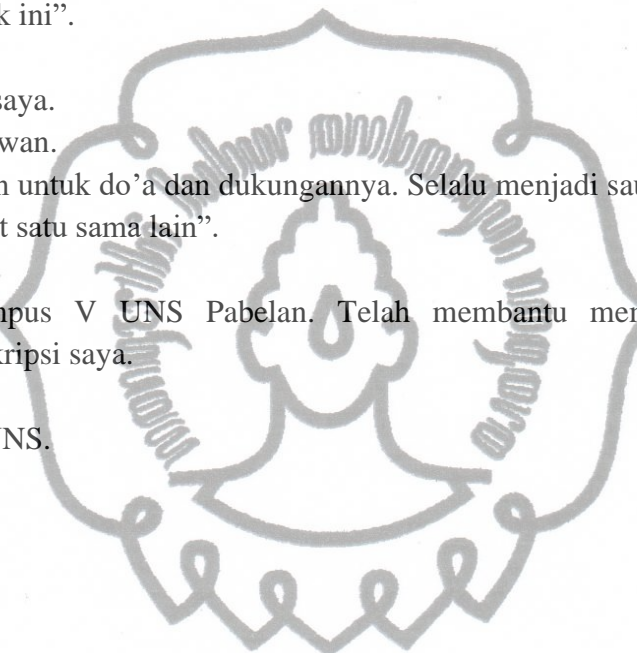 k ini”.
saya.
wan.
n untuk do’a dan dukungannya. Selalu menjadi sau
t satu sama lain”.
mpus V UNS Pabelan. Telah membantu men
kripsi saya.
UNS.